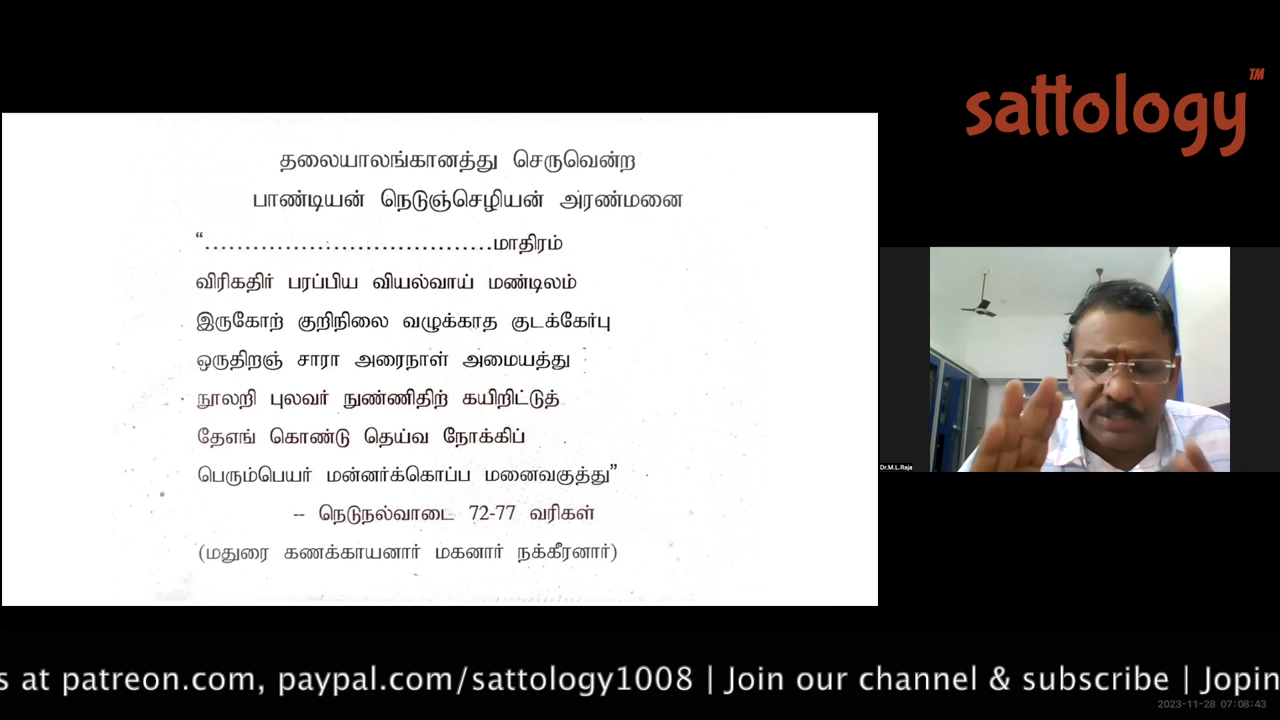 தலையாலங்கானத்து செருவென்ற
பாண்டியன் நெடுஞ்செழியன் அரண்மனை
“....................................மாதிரம்
விரிகதிர் பரப்பிய வியல்வாய் மண்டிலம்
இருகோற் குறிநிலை வழுக்காத குடக்கேர்பு
ஒருதிறஞ் சாரா அரைநாள் அமையத்து
நூலறி புலவர் நுண்ணிதிற் கயிறிட்டுத்
தேஎங் கொண்டு தெய்வ நோக்கிப்
பெரும்பெயர் மன்னர்க்கொப்ப மனைவகுத்து”
-- நெடுநல்வாடை 72-77 வரிகள்
(மதுரை கணக்காயனார் மகனார் நக்கீரனார்)
sattology™
Dr.M.L.Raja
s at patreon.com, paypal.com/sattology1008 | Join our channel & subscribe | Jopin
2023-11-28 07:08:43